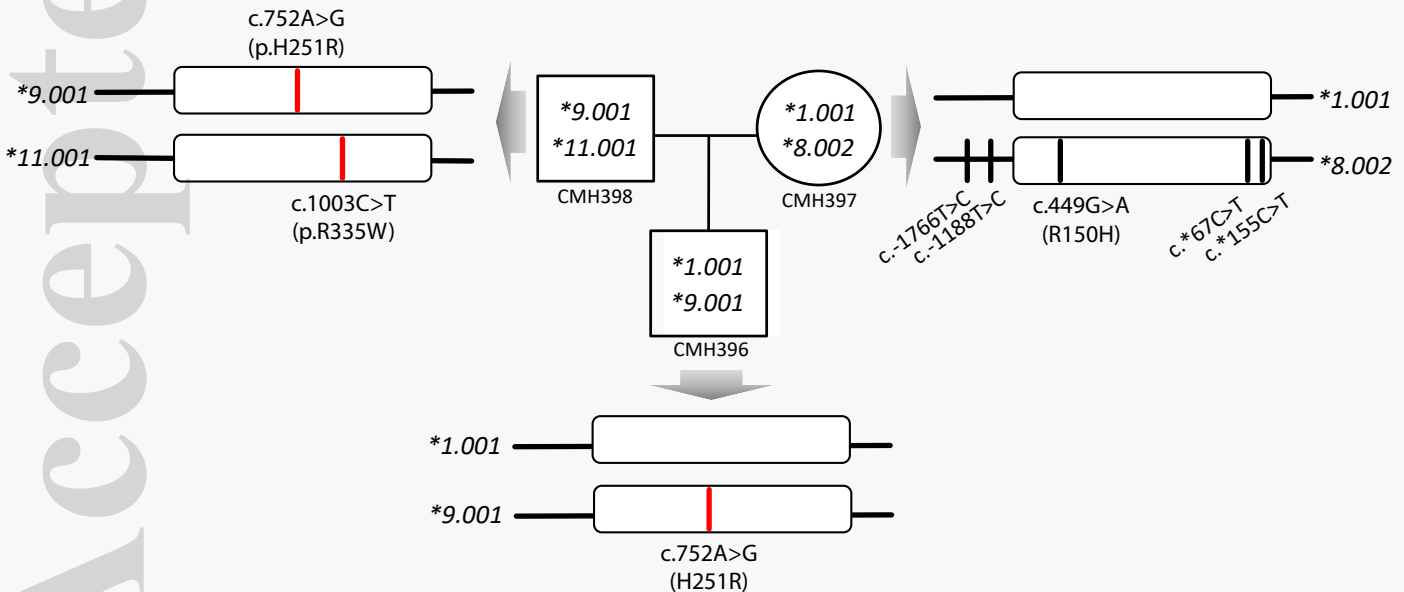 Accepte
c.752A>G
(p.H251R)
*9.001
*11.001
c.1003C>T
(p.R335W)
*9.001
*11.001
CMH398
*1.001
*8.002
CMH397
*1.001
*8.002
c.-1766T>C
c.-1188T>C
c.449G>A
(R150H)
c.*67C>T
c.*155C>T
*1.001
*9.001
CMH396
*1.001
*9.001
c.752A>G
(H251R)